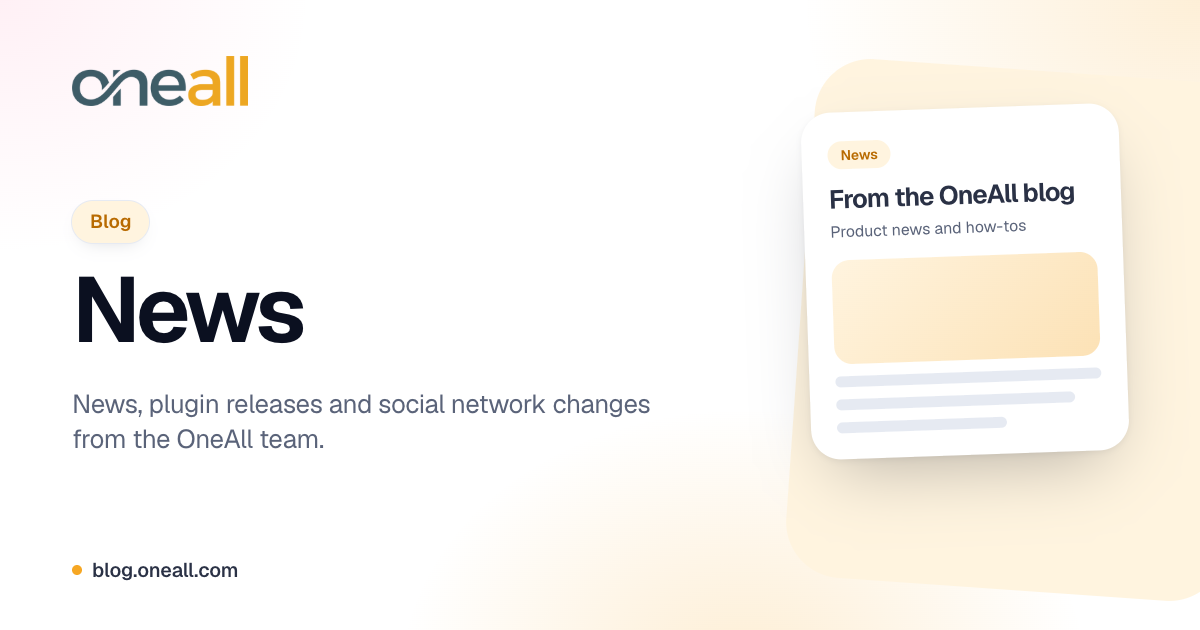 oneall
Blog
News
News, plugin releases and social network changes
from the OneAll team.
blog.oneall.com
News
From the OneAll blog
Product news and how-tos